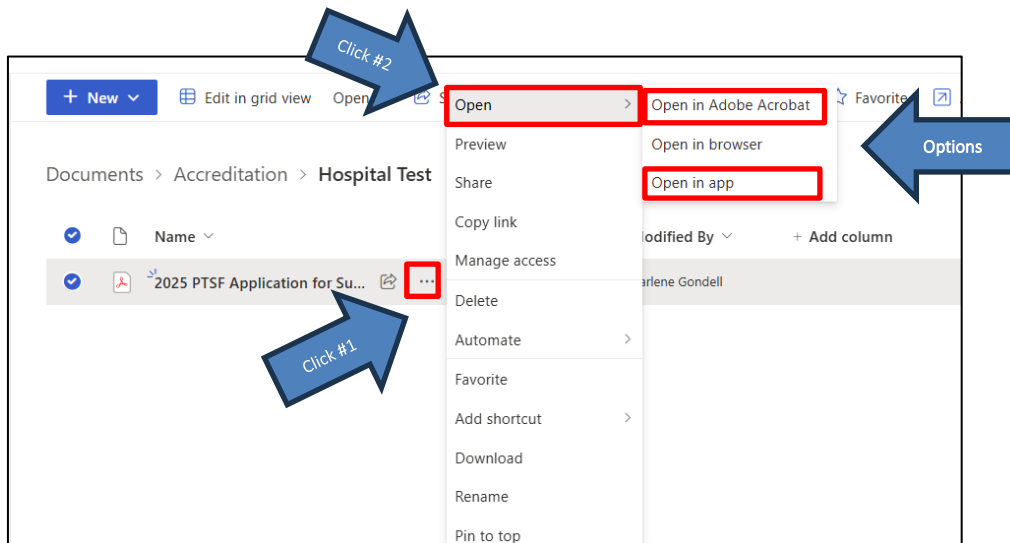 Click #2
+ New
Edit in grid view
Open
S
Favorite
Open
Open in Adobe Acrobat
Preview
Open in browser
Options
Documents > Accreditation > Hospital Test
Share
Open in app
Copy link
Name
odified By
+ Add column
Manage access
2025 PTSF Application for Su...
...
arlene Gondell
Delete
Click #1
Automate
Favorite
Add shortcut
Download
Rename
Pin to top